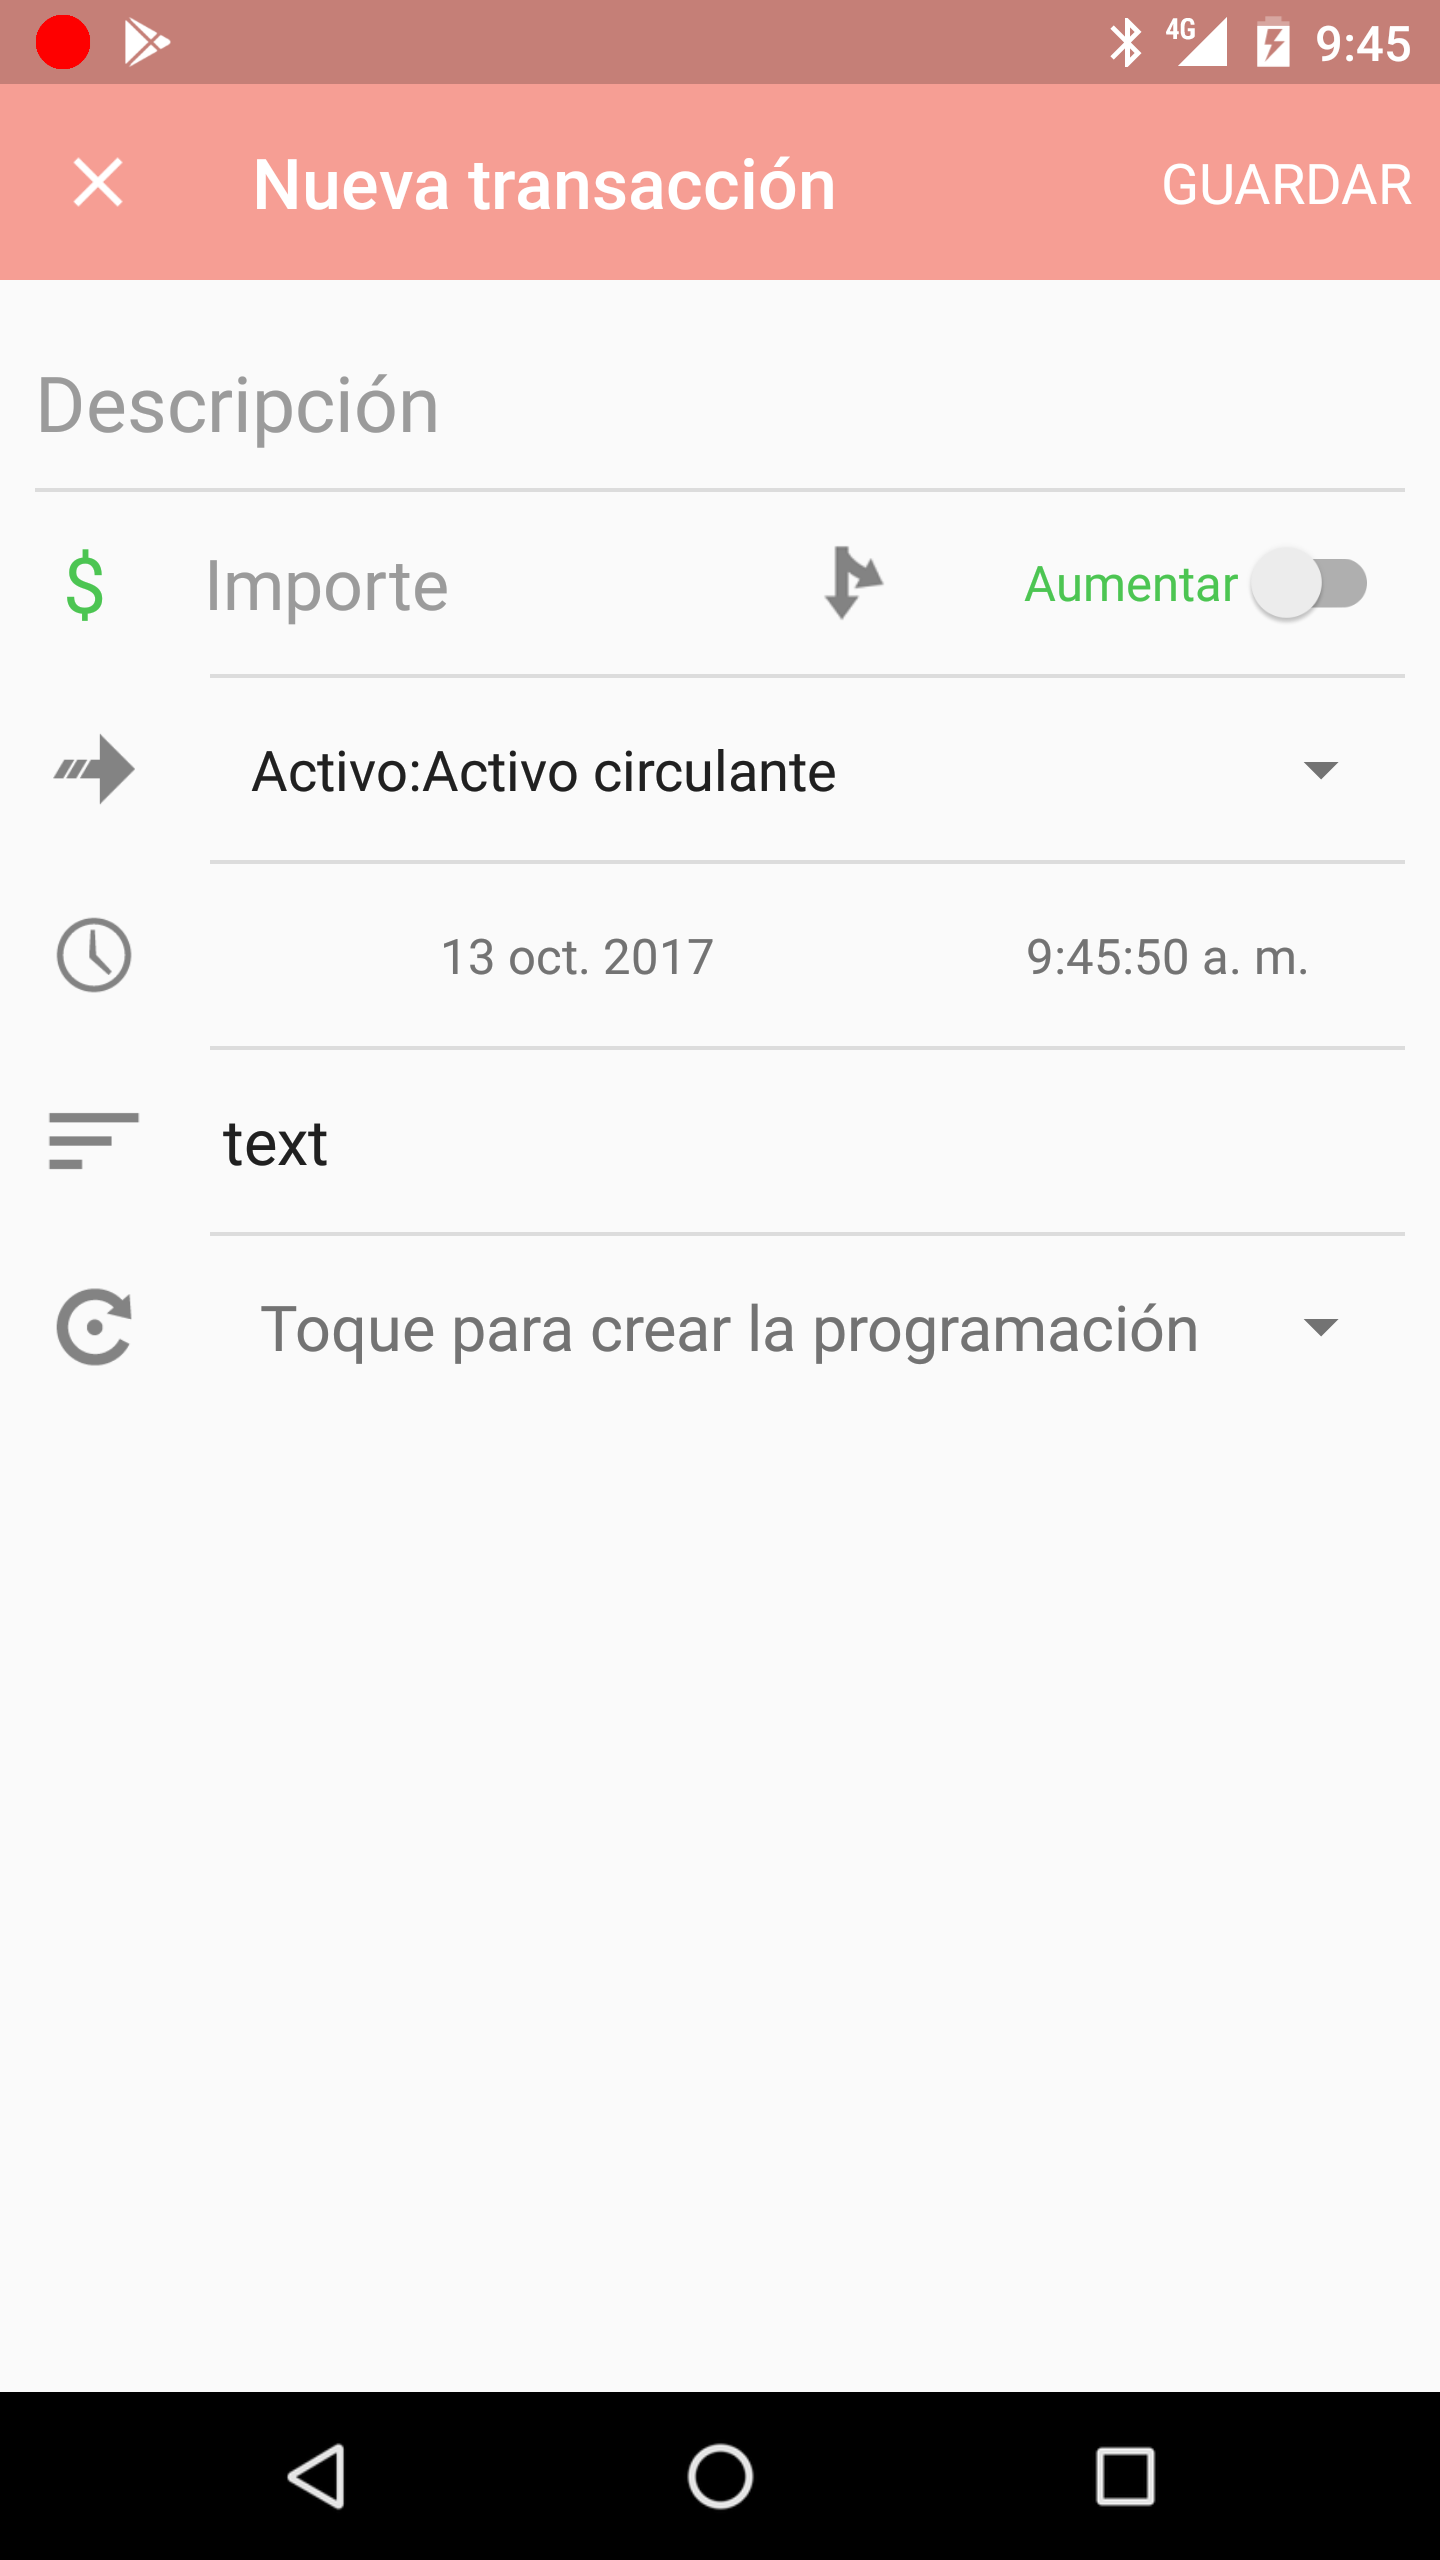 4G 9:45
Nueva transacción GUARDAR
Descripción
$ Importe Aumentar
Activo:Activo circulante
13 oct. 2017 9:45:50 a. m.
text
Toque para crear la programación